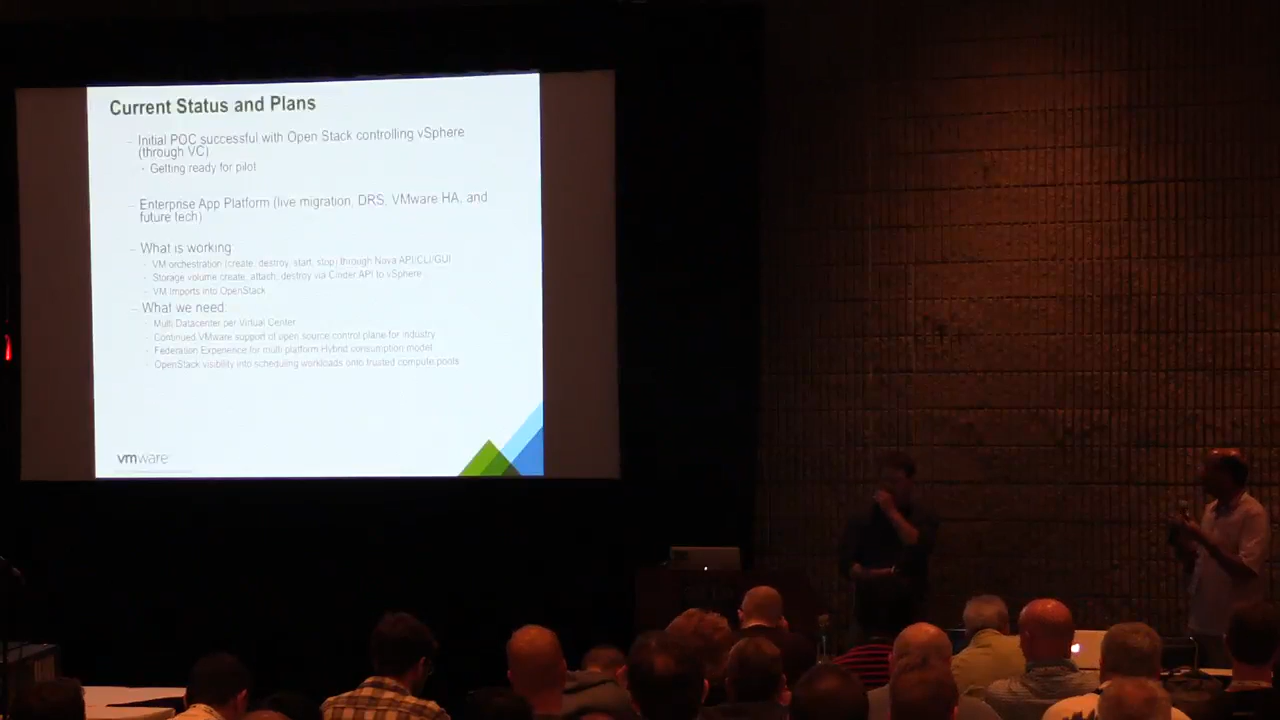 Current Status and Plans
– Initial POC successful with Open Stack controlling vSphere
(through VC)
· Getting ready for pilot
– Enterprise App Platform (live migration, DRS, VMware HA, and
future tech)
– What is working:
· VM orchestration (create, destroy, start, stop) through Nova API/CLI/GUI
· Storage volume create, attach, destroy via Cinder API to vSphere
· VM Imports into OpenStack
– What we need:
· Multi Datacenter per Virtual Center
· Continued VMware support of open source control plane for industry
· Federation Experience for multi platform Hybrid consumption model
· OpenStack visibility into scheduling workloads onto trusted compute pools
vmware